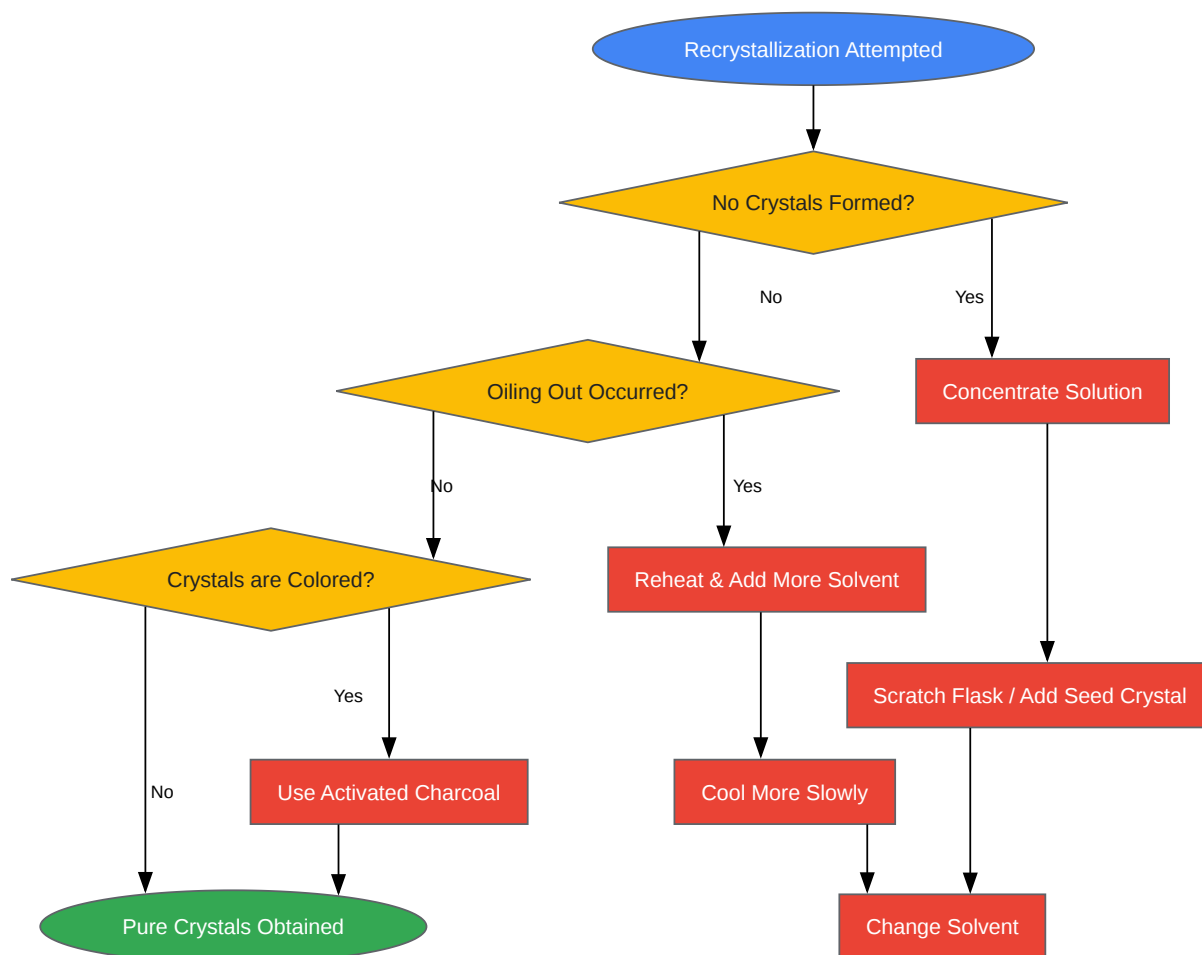 Recrystallization Attempted
No Crystals Formed?
No
Yes
Oiling Out Occurred?
Concentrate Solution
No
Yes
Crystals are Colored?
Reheat & Add More Solvent
Yes
Scratch Flask / Add Seed Crystal
No
Use Activated Charcoal
Cool More Slowly
Pure Crystals Obtained
Change Solvent